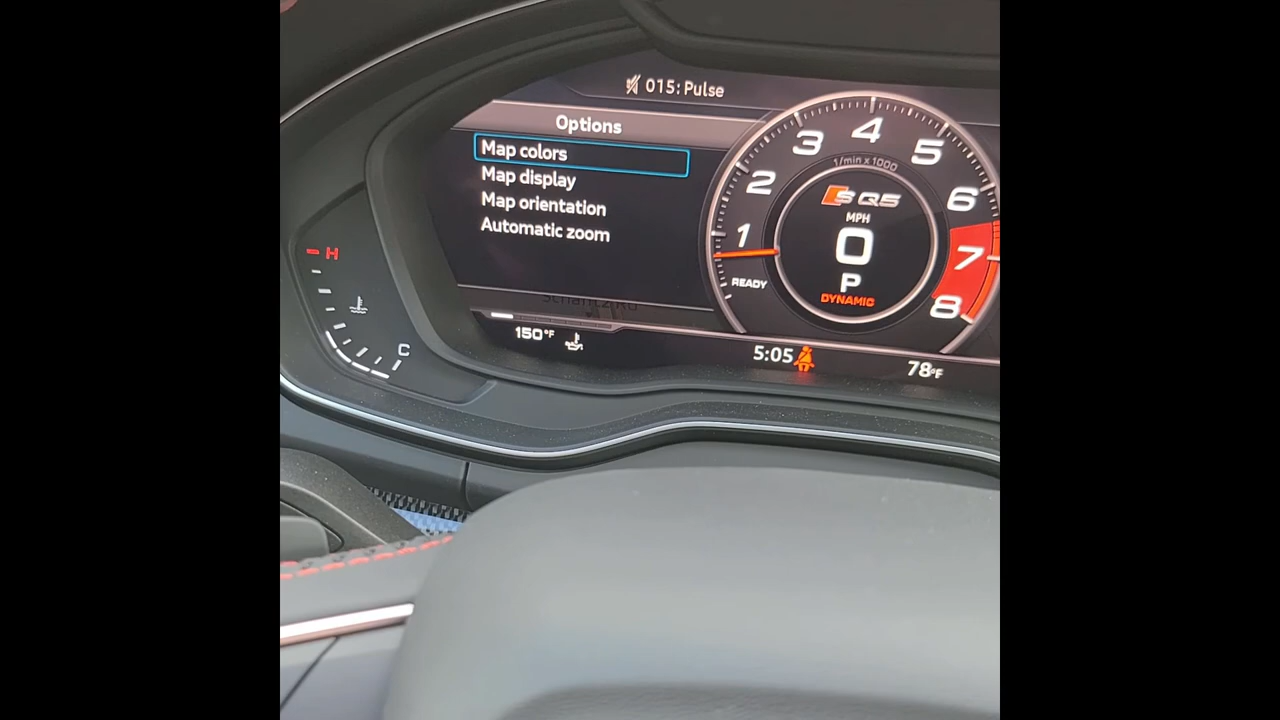 015: Pulse
Options
Map colors
Map display
Map orientation
Automatic zoom
1
2
3
4
5
6
7
8
1/min x 1000
S Q5
MPH
0
P
DYNAMIC
READY
H
C
150°F
5:05
78°F